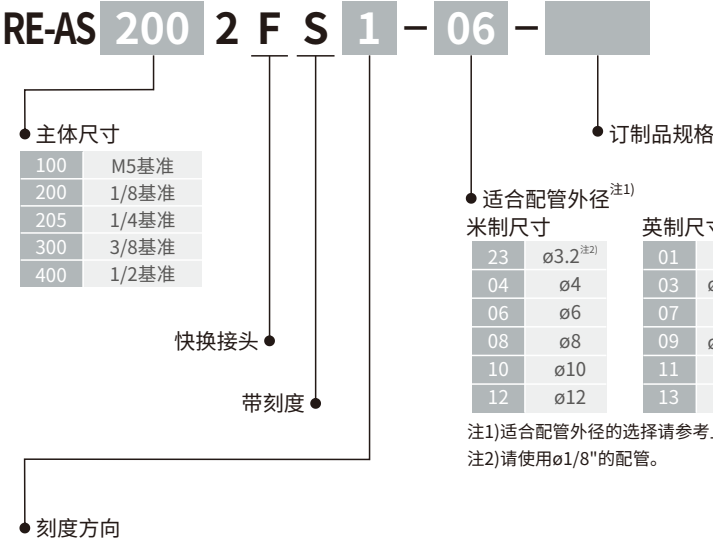 RE-AS 200 2 F S 1 - 06 -
主体尺寸
100 M5基准
200 1/8基准
205 1/4基准
300 3/8基准
400 1/2基准
订制品规格
适合配管外径注1)
米制尺寸 英制尺寸
23 ø3.2注2) 01
04 ø4 03
06 ø6 07
08 ø8 09
10 ø10 11
12 ø12 13
快换接头
带刻度
注1)适合配管外径的选择请参考
注2)请使用ø1/8"的配管。
刻度方向